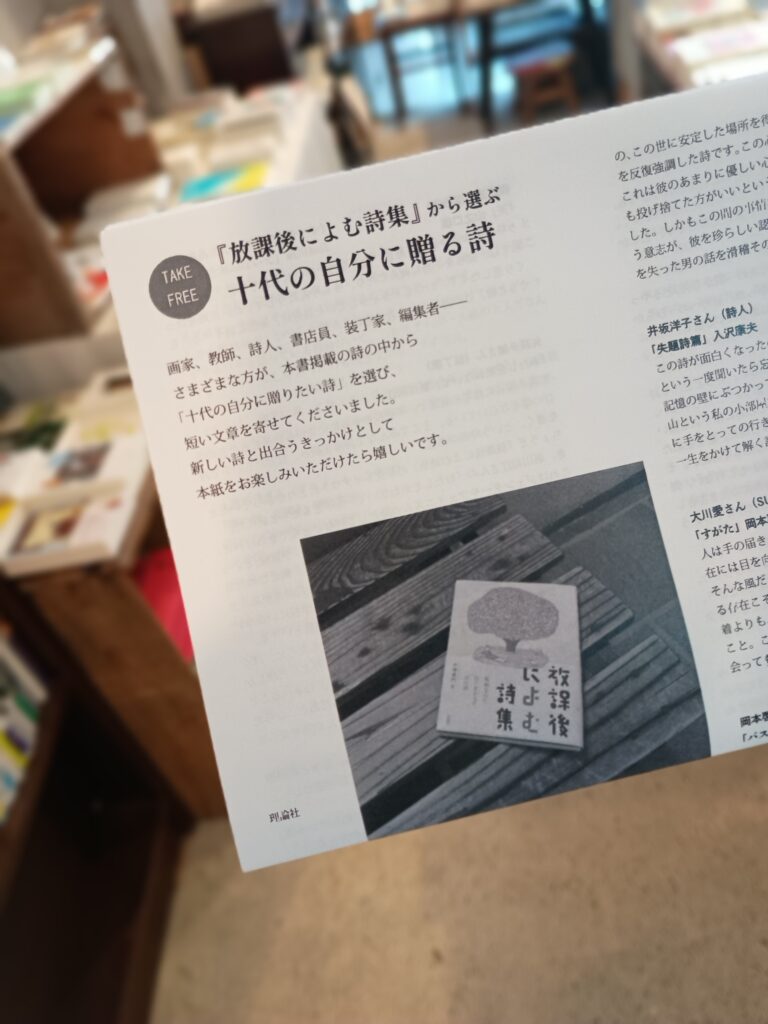 TAKE
FREE
『放課後によむ詩集』から選ぶ
十代の自分に贈る詩
画家、教師、詩人、書店員、装丁家、編集者——
さまざまな方が、本書掲載の詩の中から
「十代の自分に贈りたい詩」を選び、
短い文章を寄せてくださいました。
新しい詩と出合うきっかけとして
本紙をお楽しみいただけたら嬉しいです。
放課後
によむ
詩集
理論社
の、この世に安定した場所を得
を反復強調した詩です。この
これは彼のあまりに優しい心
も投げ捨てた方がいいとい
した。しかもこの間の事情
う意志が、彼を珍らしい認
を失った男の話を滑稽その
井坂洋子さん（詩人）
「失題詩篇」入沢康夫
この詩が面白くなった
という一度聞いたら忘
記憶の壁にぶつかって
山という私の小部
に手をとっての行き
一生をかけて解く
大川愛さん（SU
「すがた」岡本
人は手の届き
在には目を向
そんな風だ
る存在こそ
着よりも、
こと。こ
会って
岡本啓
「バス